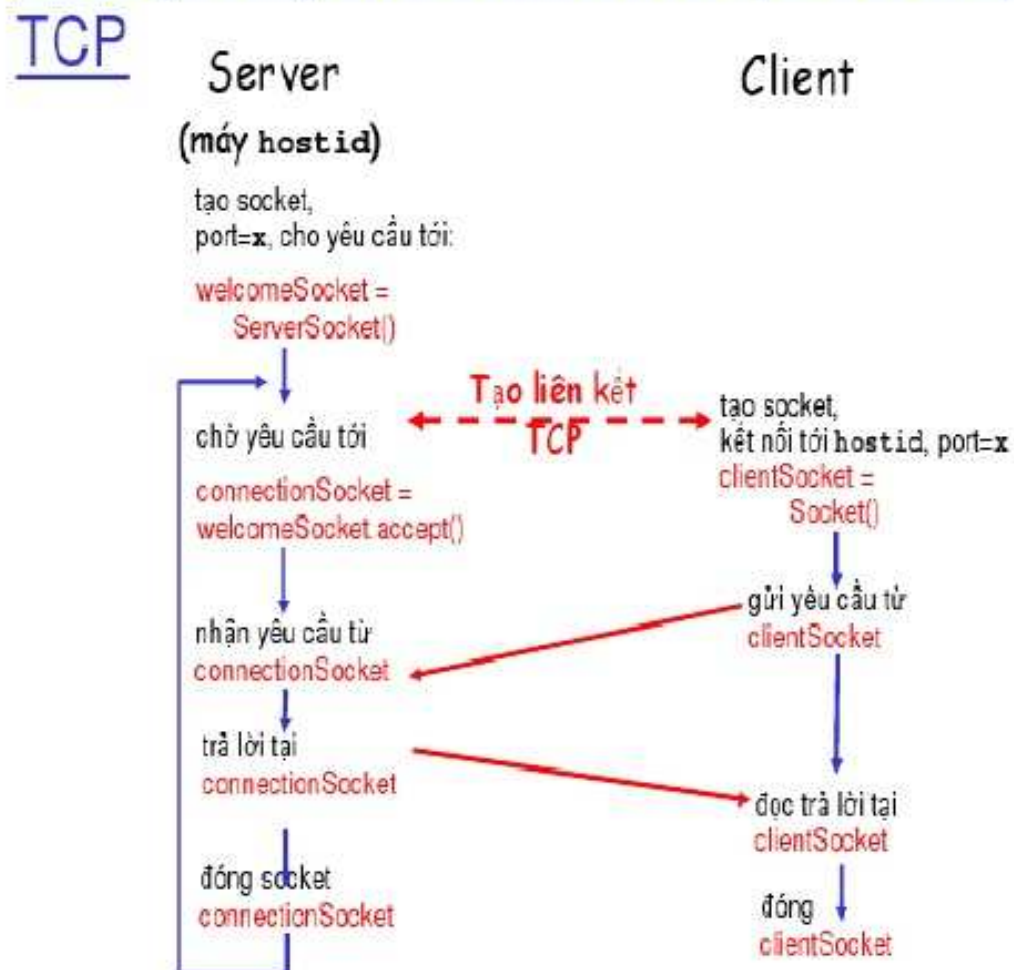 TCP
Server
(máy hostid)
tạo socket,
port=x, cho yêu cầu tới:
welcomeSocket =
ServerSocket()
chờ yêu cầu tới
connectionSocket =
welcomeSocket.accept()
nhận yêu cầu từ
connectionSocket
trả lời tại
connectionSocket
đóng socket
connectionSocket
Tạo liên kết
TCP
Client
tạo socket,
kết nối tới hostid, port=x
clientSocket =
Socket()
gửi yêu cầu từ
clientSocket
đọc trả lời tại
clientSocket
đóng
clientSocket